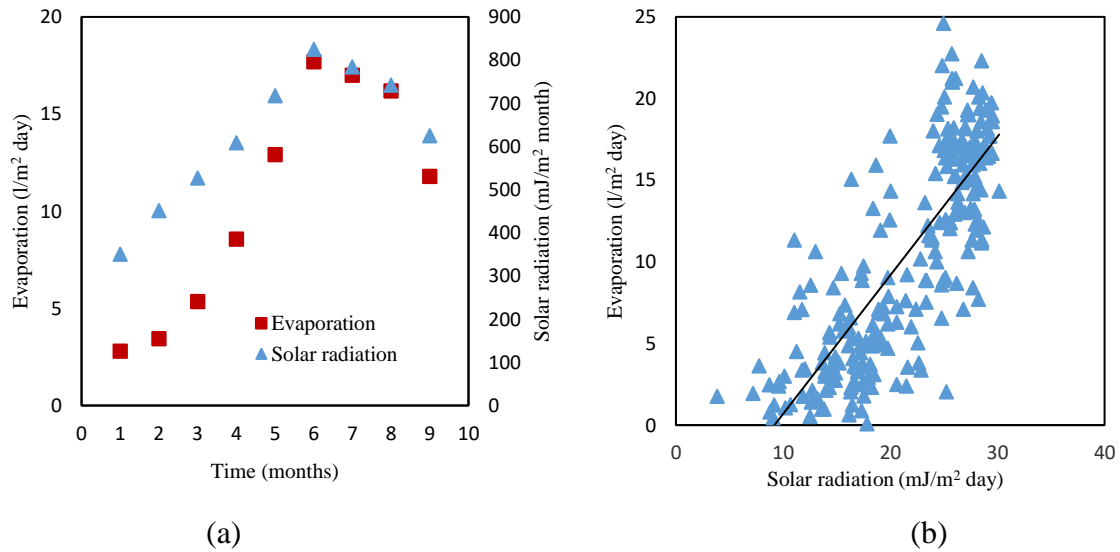 20
15
10
5
0
Evaporation (l/m² day)
900
800
700
600
500
400
300
200
100
0
Solar radiation (mJ/m² month)
Evaporation
Solar radiation
0 1 2 3 4 5 6 7 8 9 10
Time (months)
(a)
25
20
15
10
5
0
Evaporation (l/m² day)
0 10 20 30 40
Solar radiation (mJ/m² day)
(b)